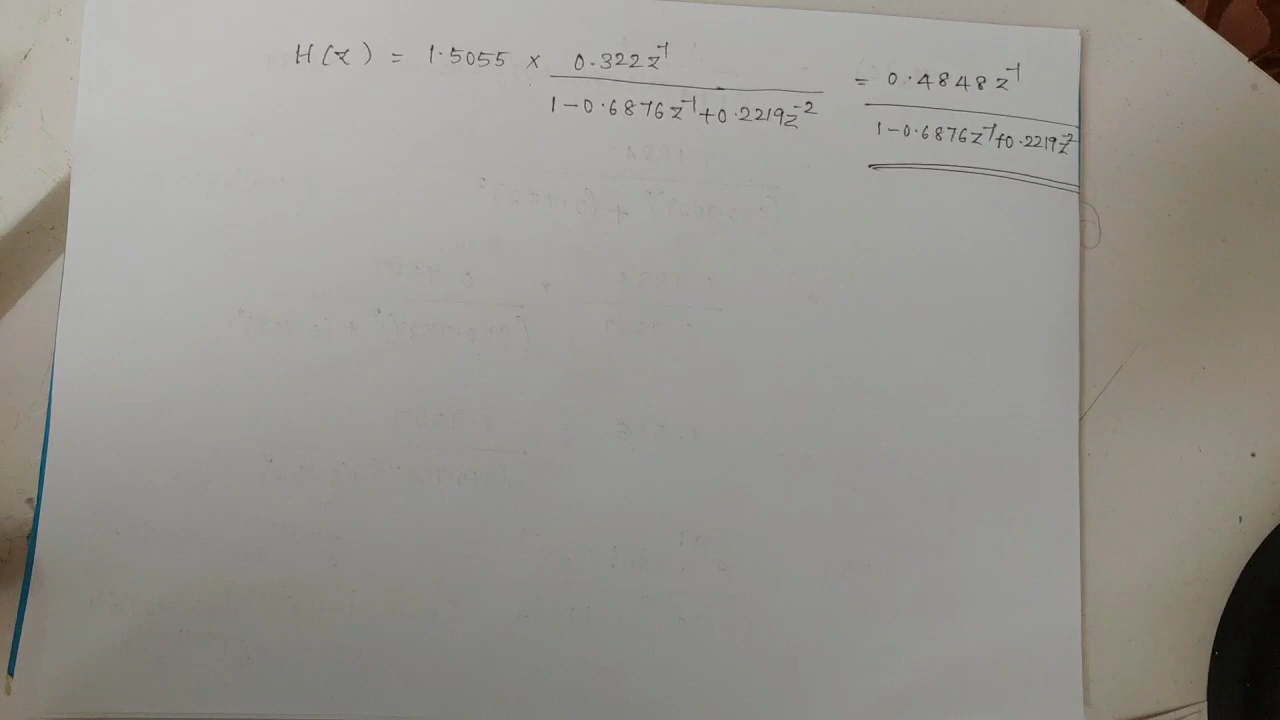 H(z) = 1.5055 × 0.322z⁻¹ / 1-0.6876z⁻¹+0.2219z⁻² = 0.4848z⁻¹ / 1-0.6876z⁻¹+0.2219z⁻²